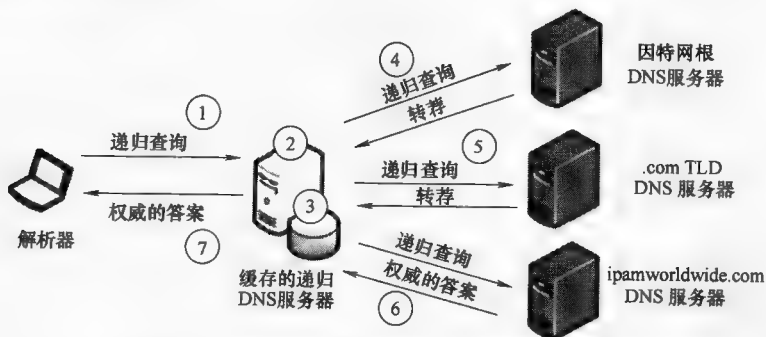 ①
递归查询
解析器
权威的答案
⑦
②
③
缓存的递归
DNS服务器
④
递归查询
转荐
因特网根
DNS服务器
⑤
递归查询
转荐
.com TLD
DNS 服务器
递归查询
权威的答案
⑥
ipamworldwide.com
DNS 服务器